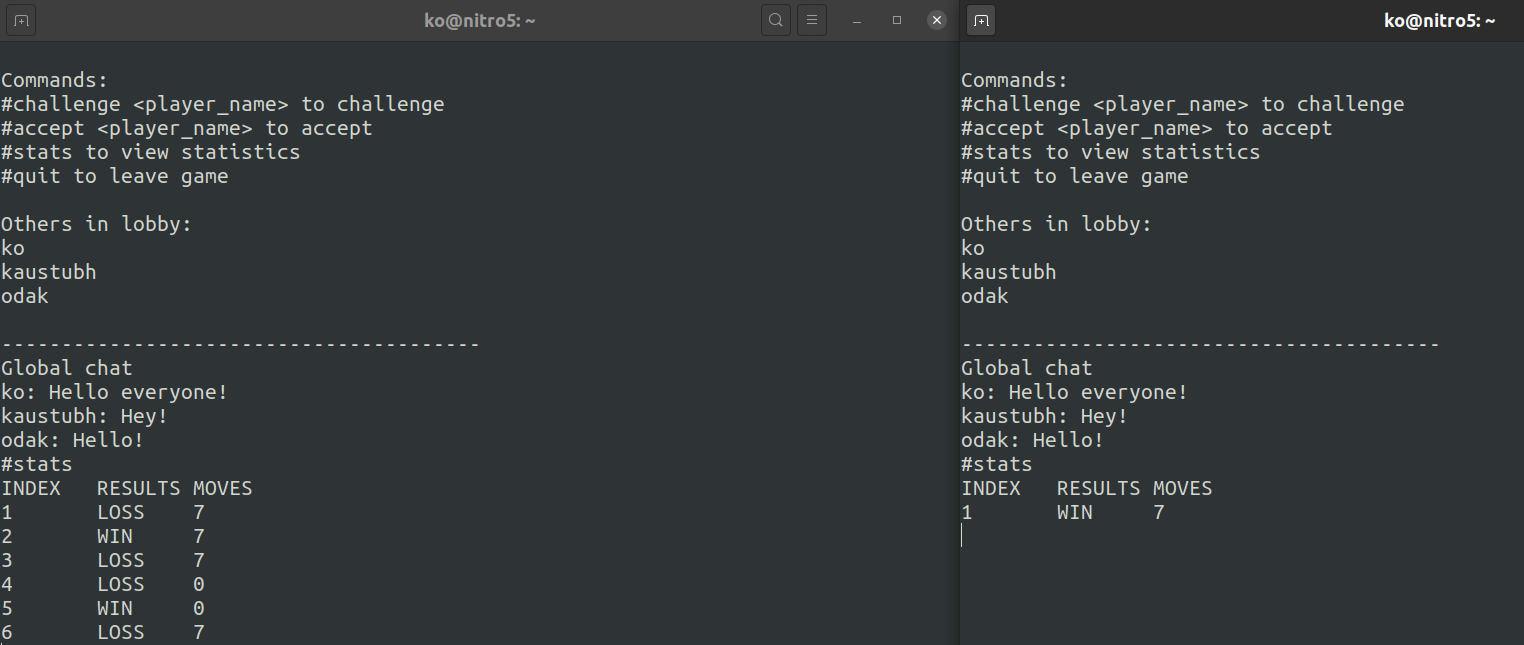 ko@nitro5: ~
Commands:
#challenge <player_name> to challenge
#accept <player_name> to accept
#stats to view statistics
#quit to leave game
Others in lobby:
ko
kaustubh
odak
----------------------------------------
Global chat
ko: Hello everyone!
kaustubh: Hey!
odak: Hello!
#stats
INDEX RESULTS MOVES
1 LOSS 7
2 WIN 7
3 LOSS 7
4 LOSS 0
5 WIN 0
6 LOSS 7
ko@nitro5: ~
Commands:
#challenge <player_name> to challenge
#accept <player_name> to accept
#stats to view statistics
#quit to leave game
Others in lobby:
ko
kaustubh
odak
----------------------------------------
Global chat
ko: Hello everyone!
kaustubh: Hey!
odak: Hello!
#stats
INDEX RESULTS MOVES
1 WIN 7